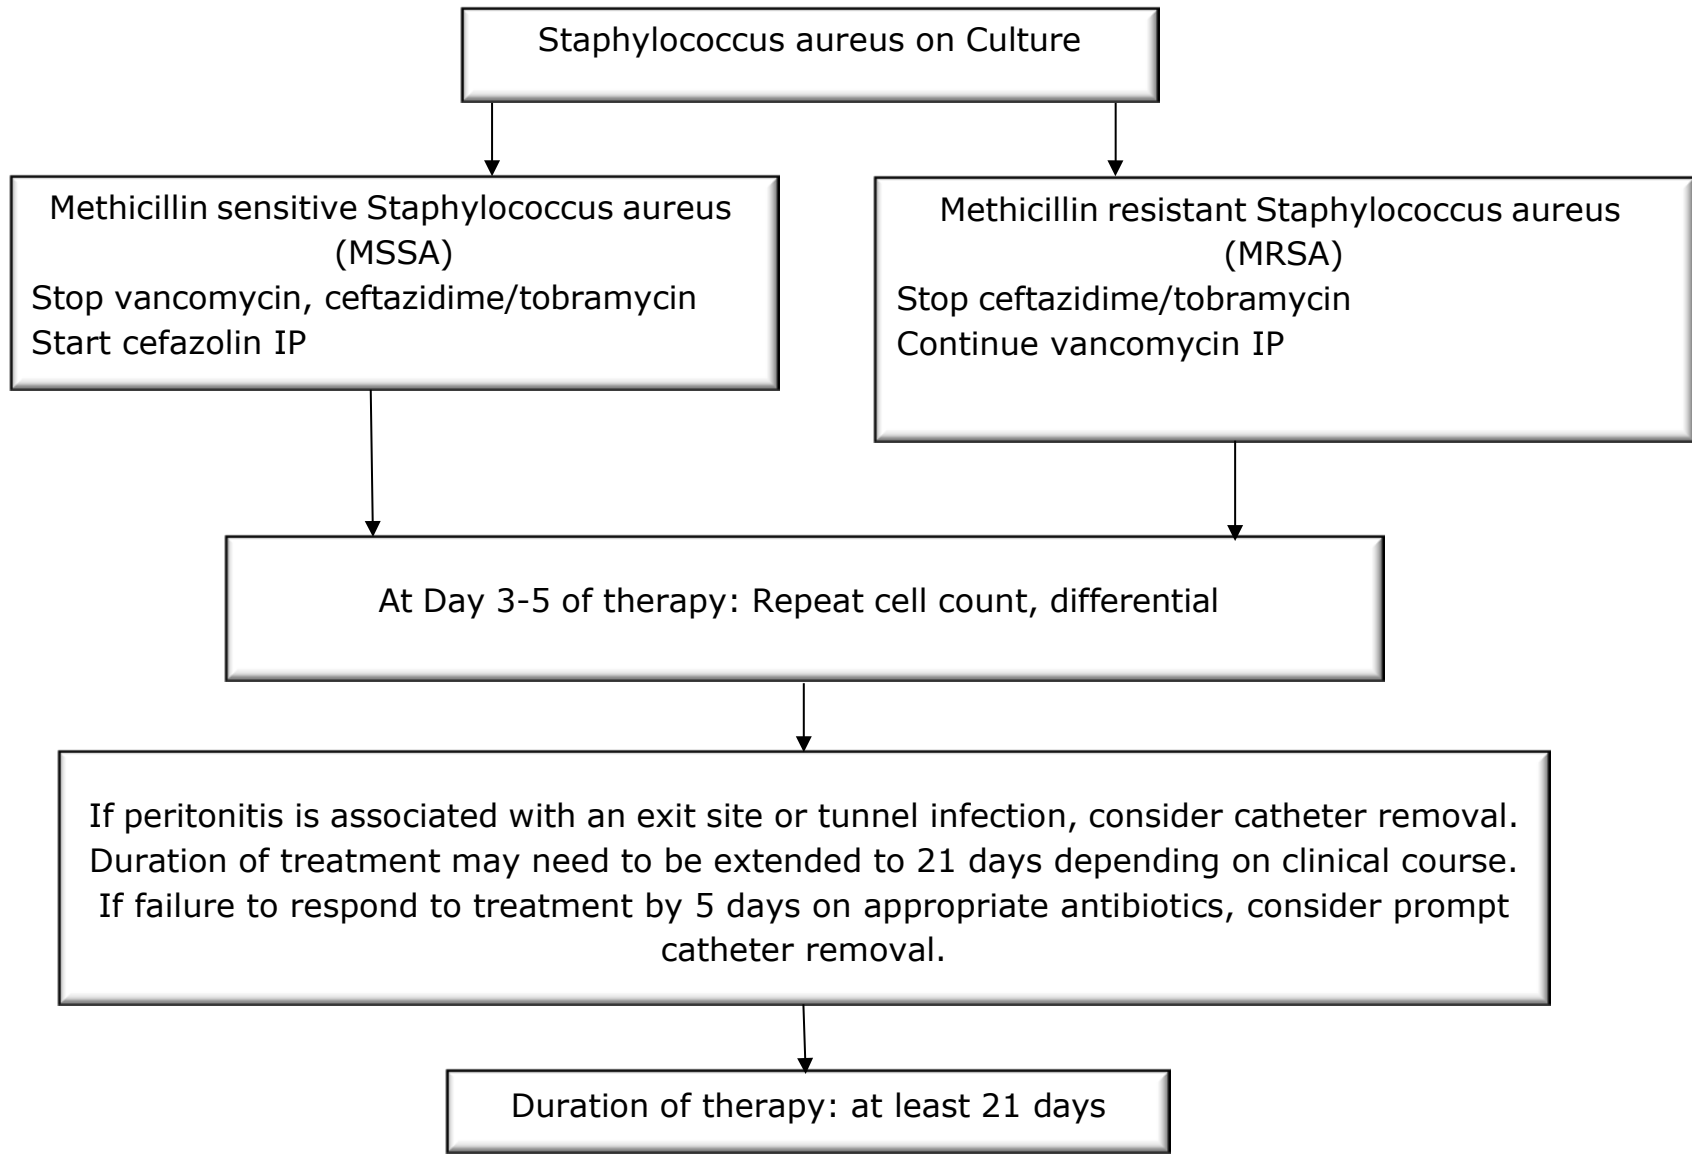 Staphylococcus aureus on Culture
Methicillin sensitive Staphylococcus aureus
(MSSA)
Stop vancomycin, ceftazidime/tobramycin
Start cefazolin IP
Methicillin resistant Staphylococcus aureus
(MRSA)
Stop ceftazidime/tobramycin
Continue vancomycin IP
At Day 3-5 of therapy: Repeat cell count, differential
If peritonitis is associated with an exit site or tunnel infection, consider catheter removal.
Duration of treatment may need to be extended to 21 days depending on clinical course.
If failure to respond to treatment by 5 days on appropriate antibiotics, consider prompt
catheter removal.
Duration of therapy: at least 21 days